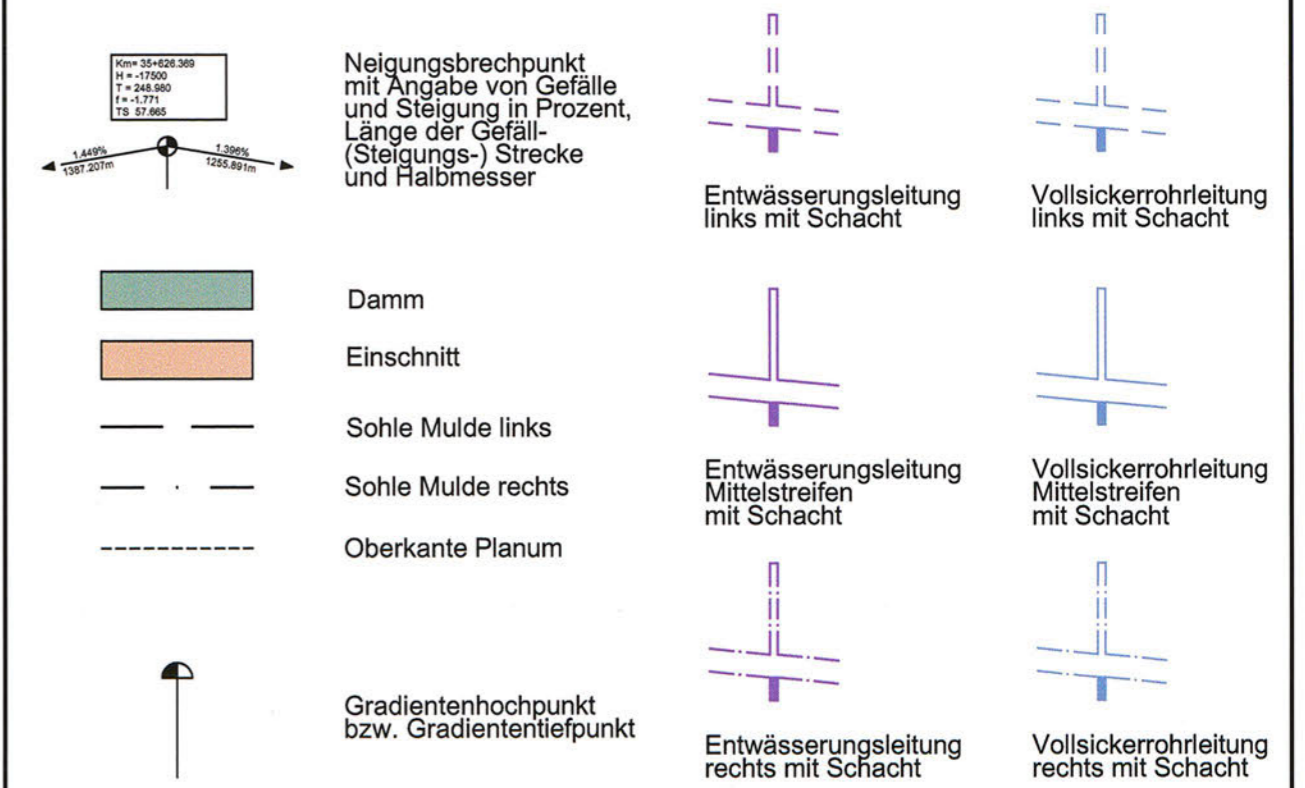 Km= 35+626.369
H = -17500
T = 248.980
f = -1.771
TS 57.665
1.449%
1387.207m
1.396%
1255.891m
Neigungsbrechpunkt
mit Angabe von Gefälle
und Steigung in Prozent,
Länge der Gefäll-
(Steigungs-) Strecke
und Halbmesser
Damm
Einschnitt
Sohle Mulde links
Sohle Mulde rechts
Oberkante Planum
Gradientenhochpunkt
bzw. Gradiententiefpunkt
Entwässerungsleitung
links mit Schacht
Vollsickerrohrleitung
links mit Schacht
Entwässerungsleitung
Mittelstreifen
mit Schacht
Vollsickerrohrleitung
Mittelstreifen
mit Schacht
Entwässerungsleitung
rechts mit Schacht
Vollsickerrohrleitung
rechts mit Schacht